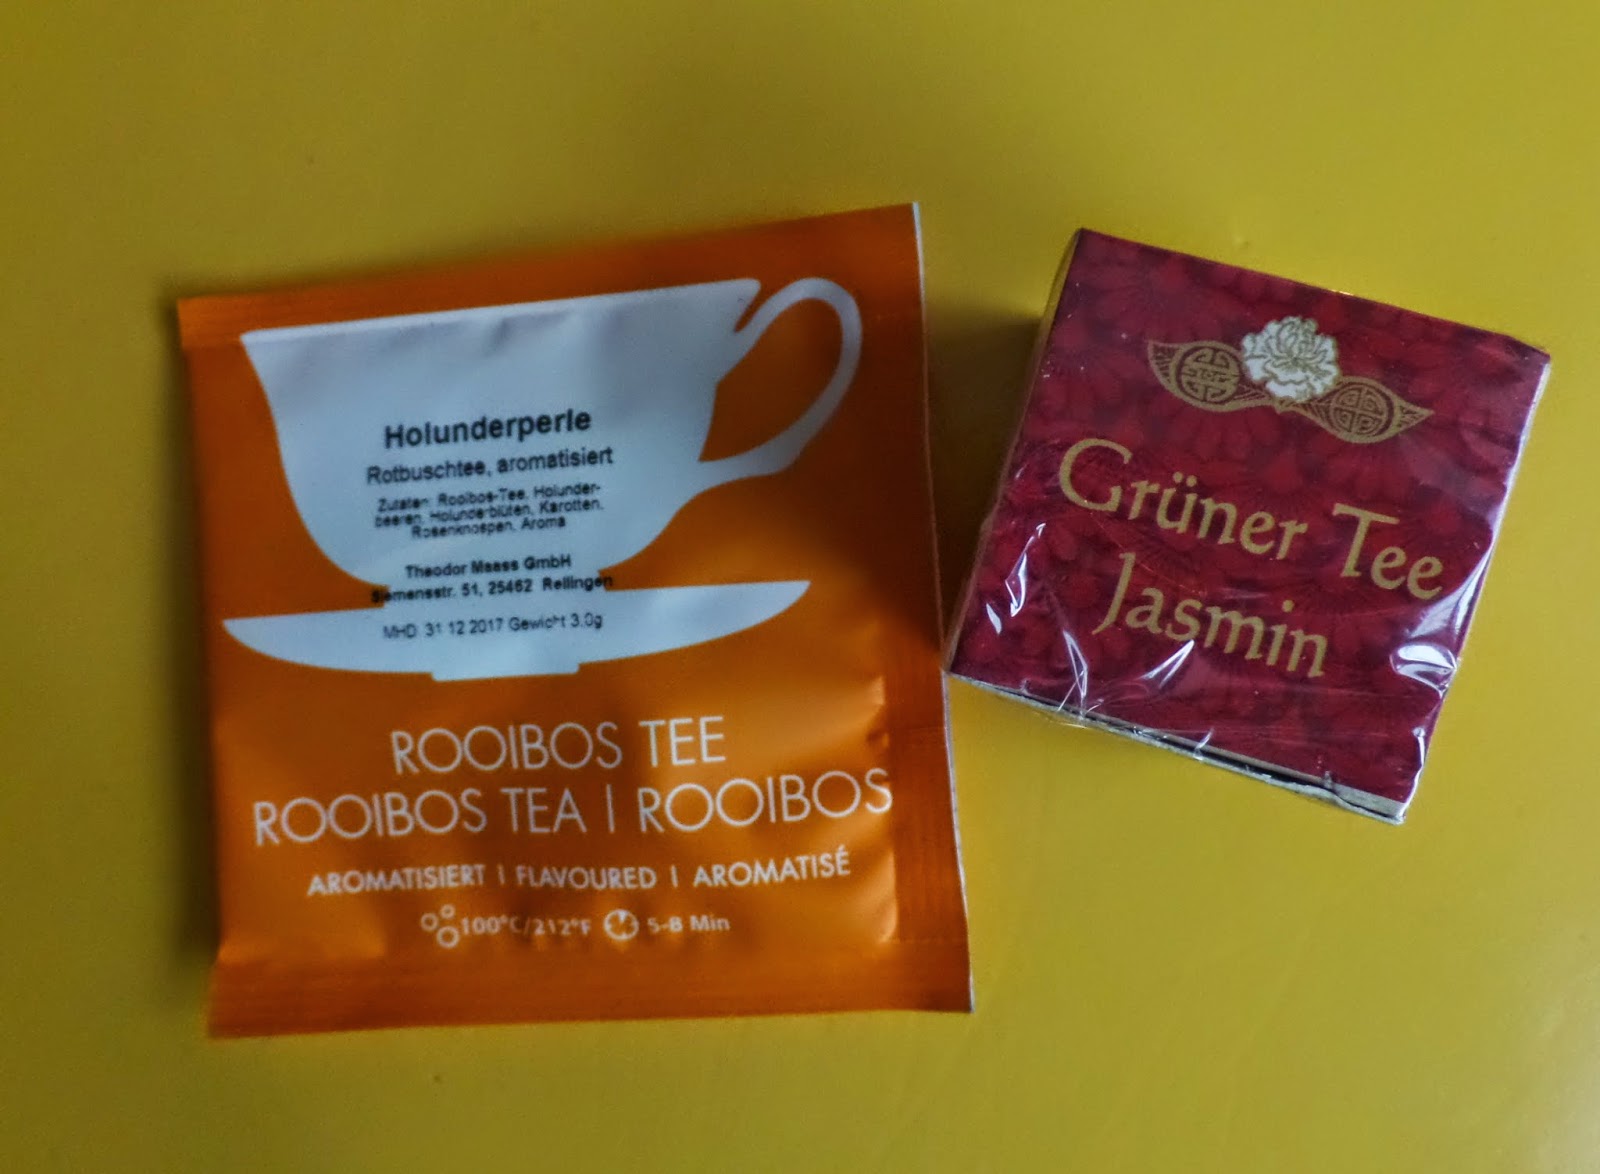 Holunderperle
Rotbuschtee, aromatisiert
Zutaten: Rooibos-Tee, Holunder-
beeren, Holunderblüten, Karotten,
Rosenknospen, Aroma
Theodor Maass GmbH
Siemensstr. 51, 25462 Rellingen
MHD: 31 12 2017 Gewicht 3.0g
ROOIBOS TEE
ROOIBOS TEA | ROOIBOS
AROMATISIERT | FLAVOURED | AROMATISÉ
100°C/212°F 5-8 Min
Grüner Tee
Jasmin